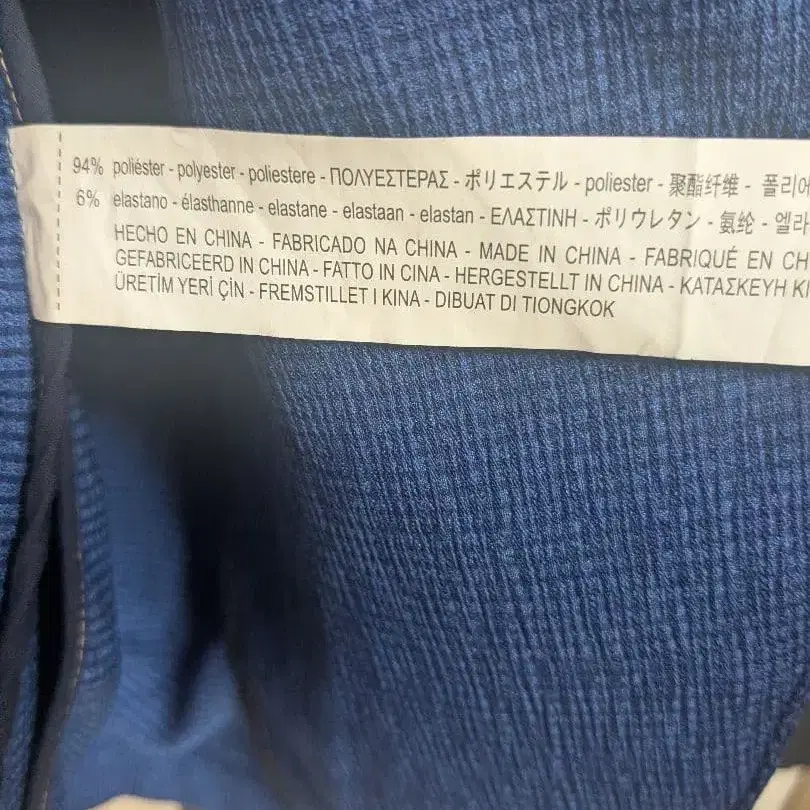 94% poliéster - polyester - poliestere - ΠΟΛΥΕΣΤΕΡΑΣ - ポリエステル - poliester - 聚酯纤维 - 폴리에
6% elastano - élasthanne - elastane - elastaan - elastan - ΕΛΑΣΤΙΝΗ - ポリウレタン - 氨纶 - 엘라
HECHO EN CHINA - FABRICADO NA CHINA - MADE IN CHINA - FABRIQUÉ EN CH
GEFABRICEERD IN CHINA - FATTO IN CINA - HERGESTELLT IN CHINA - ΚΑΤΑΣΚΕΥΗ ΚΙ
ÜRETİM YERİ ÇİN - FREMSTILLET I KINA - DIBUAT DI TIONGKOK